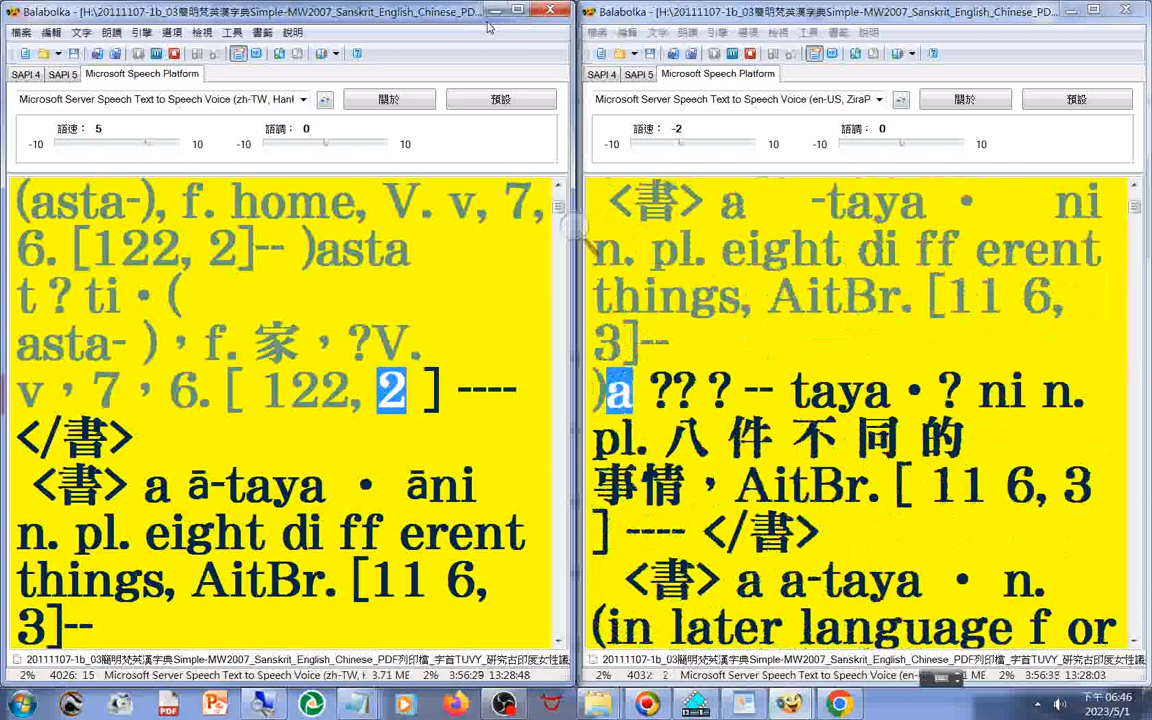 Balabolka - [H:\20111107-1b_03簡明梵英漢字典Simple-MW2007_Sanskrit_English_Chinese_PD...
檔案 編輯 文字 朗讀 引擎 選項 檢視 工具 書籤 說明
SAPI 4 SAPI 5 Microsoft Speech Platform
Microsoft Server Speech Text to Speech Voice (zh-TW, Hanl 關於 預設
語速： 5 語調： 0
-10 10 -10 10
(asta-), f. home, V. v, 7,
6. [122, 2]-- )asta
t ? ti • (
asta- )，f. 家，?V.
v，7，6. [ 122, 2 ] ----
</書>
<書> a ā-taya • āni
n. pl. eight di ff erent
things, AitBr. [11 6,
3]--
20111107-1b_03簡明梵英漢字典Simple-MW2007_Sanskrit_English_Chinese_PDF列印檔_字首TUVY_研究古印度女性議
2% 4026: 15 Microsoft Server Speech Text to Speech Voice (zh-TW, H 3.71 MB 2% 3:56:29 13:28:48
Balabolka - [H:\20111107-1b_03簡明梵英漢字典Simple-MW2007_Sanskrit_English_Chinese_PD...
檔案 編輯 文字 朗讀 引擎 選項 檢視 工具 書籤 說明
SAPI 4 SAPI 5 Microsoft Speech Platform
Microsoft Server Speech Text to Speech Voice (en-US, ZiraP 關於 預設
語速： -2 語調： 0
-10 10 -10 10
<書> a -taya • ni
n. pl. eight di ff erent
things, AitBr. [11 6,
3]--
)a ?? ? -- taya • ? ni n.
pl. 八 件 不 同 的
事情，AitBr. [ 11 6, 3
] ---- </書>
<書> a a-taya • n.
(in later language f or
20111107-1b_03簡明梵英漢字典Simple-MW2007_Sanskrit_English_Chinese_PDF列印檔_字首TUVY_研究古印度女性議
2% Microsoft Server Speech Text to Speech Voice 2% 13:28:03
下午 06:46
2023/5/1